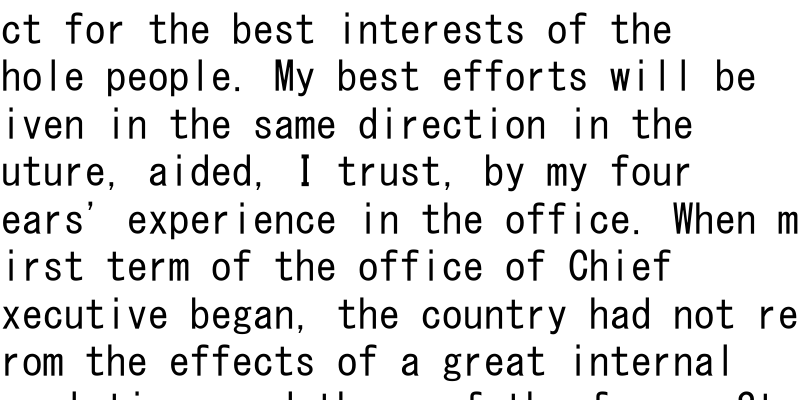 ct for the best interests of the
hole people. My best efforts will be
iven in the same direction in the
uture, aided, I trust, by my four
ears' experience in the office. When m
irst term of the office of Chief
xecutive began, the country had not re
rom the effects of a great internal